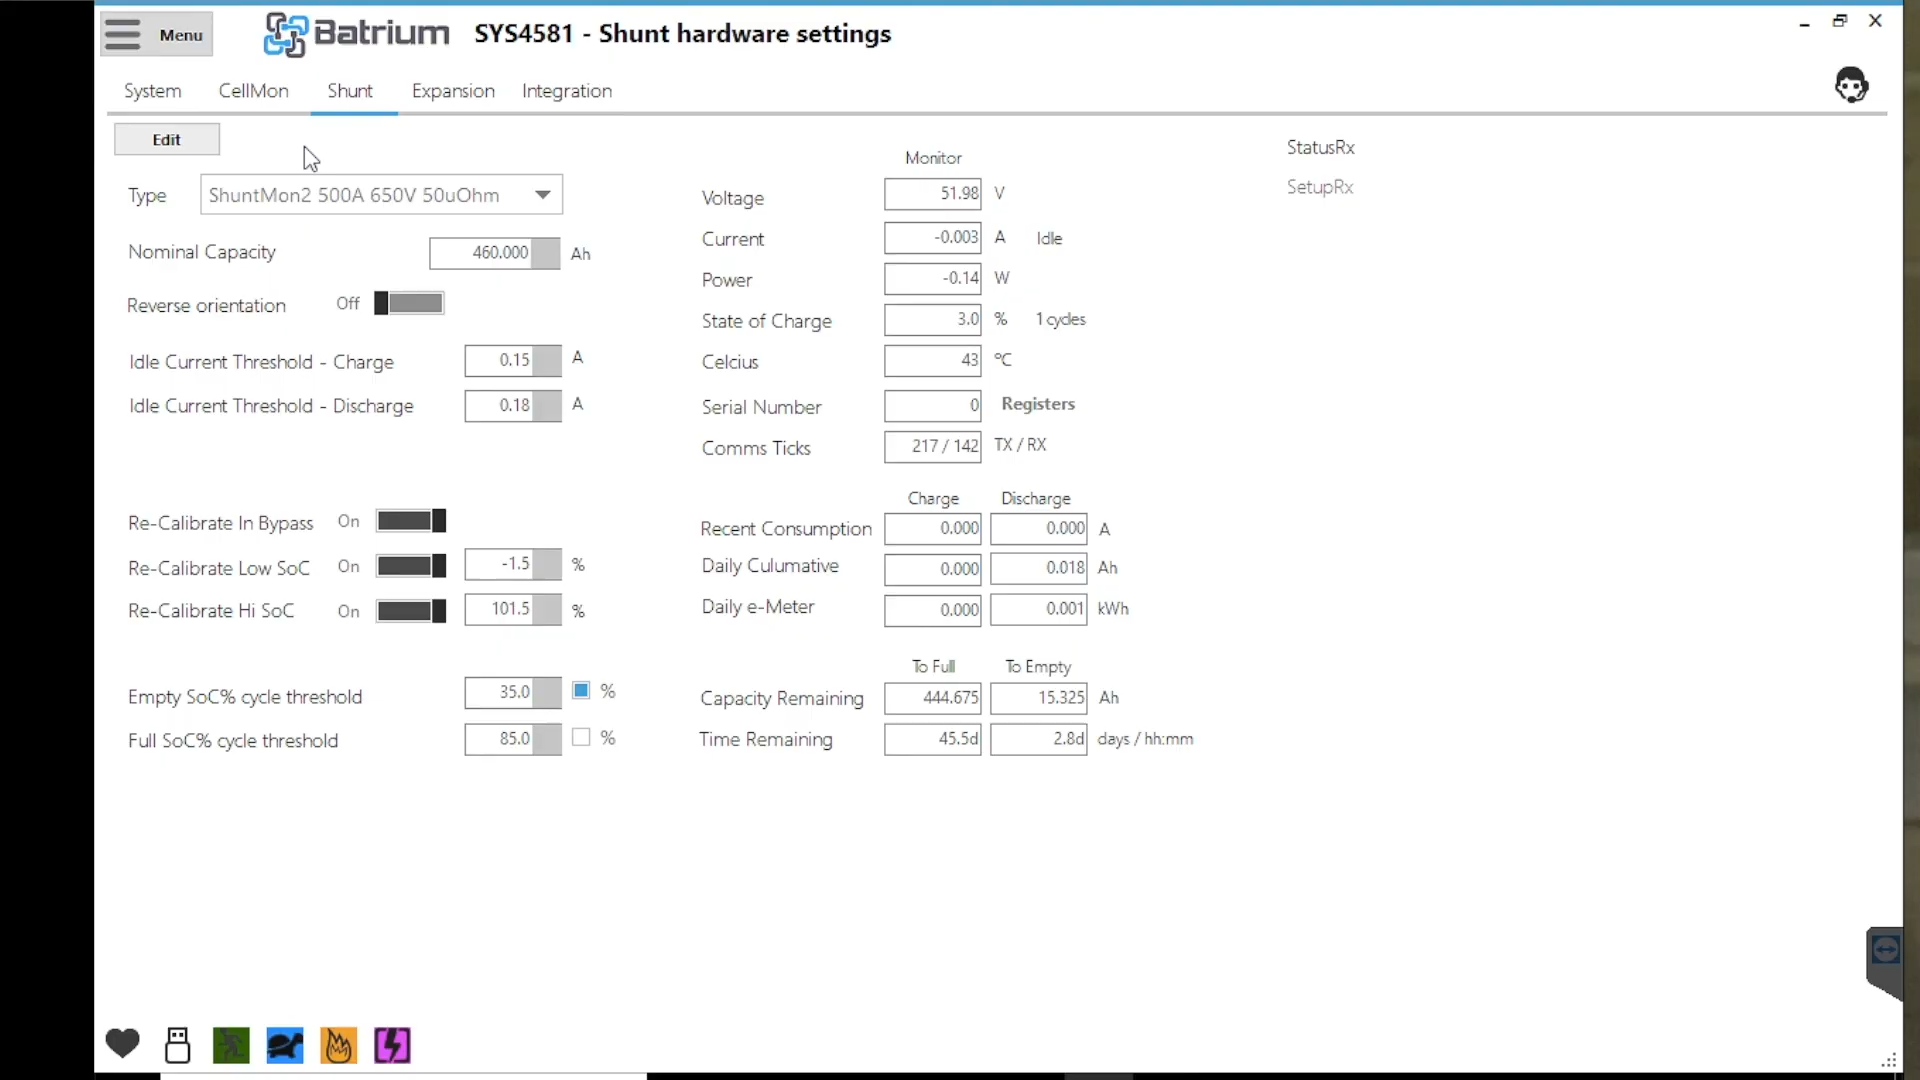 Menu
Batrium
SYS4581 - Shunt hardware settings
System
CellMon
Shunt
Expansion
Integration
Edit
Type
ShuntMon2 500A 650V 50uOhm
Nominal Capacity
460.000
Ah
Reverse orientation
Off
Idle Current Threshold - Charge
0.15
A
Idle Current Threshold - Discharge
0.18
A
Re-Calibrate In Bypass
On
Re-Calibrate Low SoC
On
-1.5
%
Re-Calibrate Hi SoC
On
101.5
%
Empty SoC% cycle threshold
35.0
%
Full SoC% cycle threshold
85.0
%
Monitor
Voltage
51.98
V
Current
-0.003
A
Idle
Power
-0.14
W
State of Charge
3.0
%
1 cycles
Celcius
43
ºC
Serial Number
0
Registers
Comms Ticks
217 / 142
TX / RX
Charge
Discharge
Recent Consumption
0.000
0.000
A
Daily Culumative
0.000
0.018
Ah
Daily e-Meter
0.000
0.001
kWh
To Full
To Empty
Capacity Remaining
444.675
15.325
Ah
Time Remaining
45.5d
2.8d
days / hh:mm
StatusRx
SetupRx